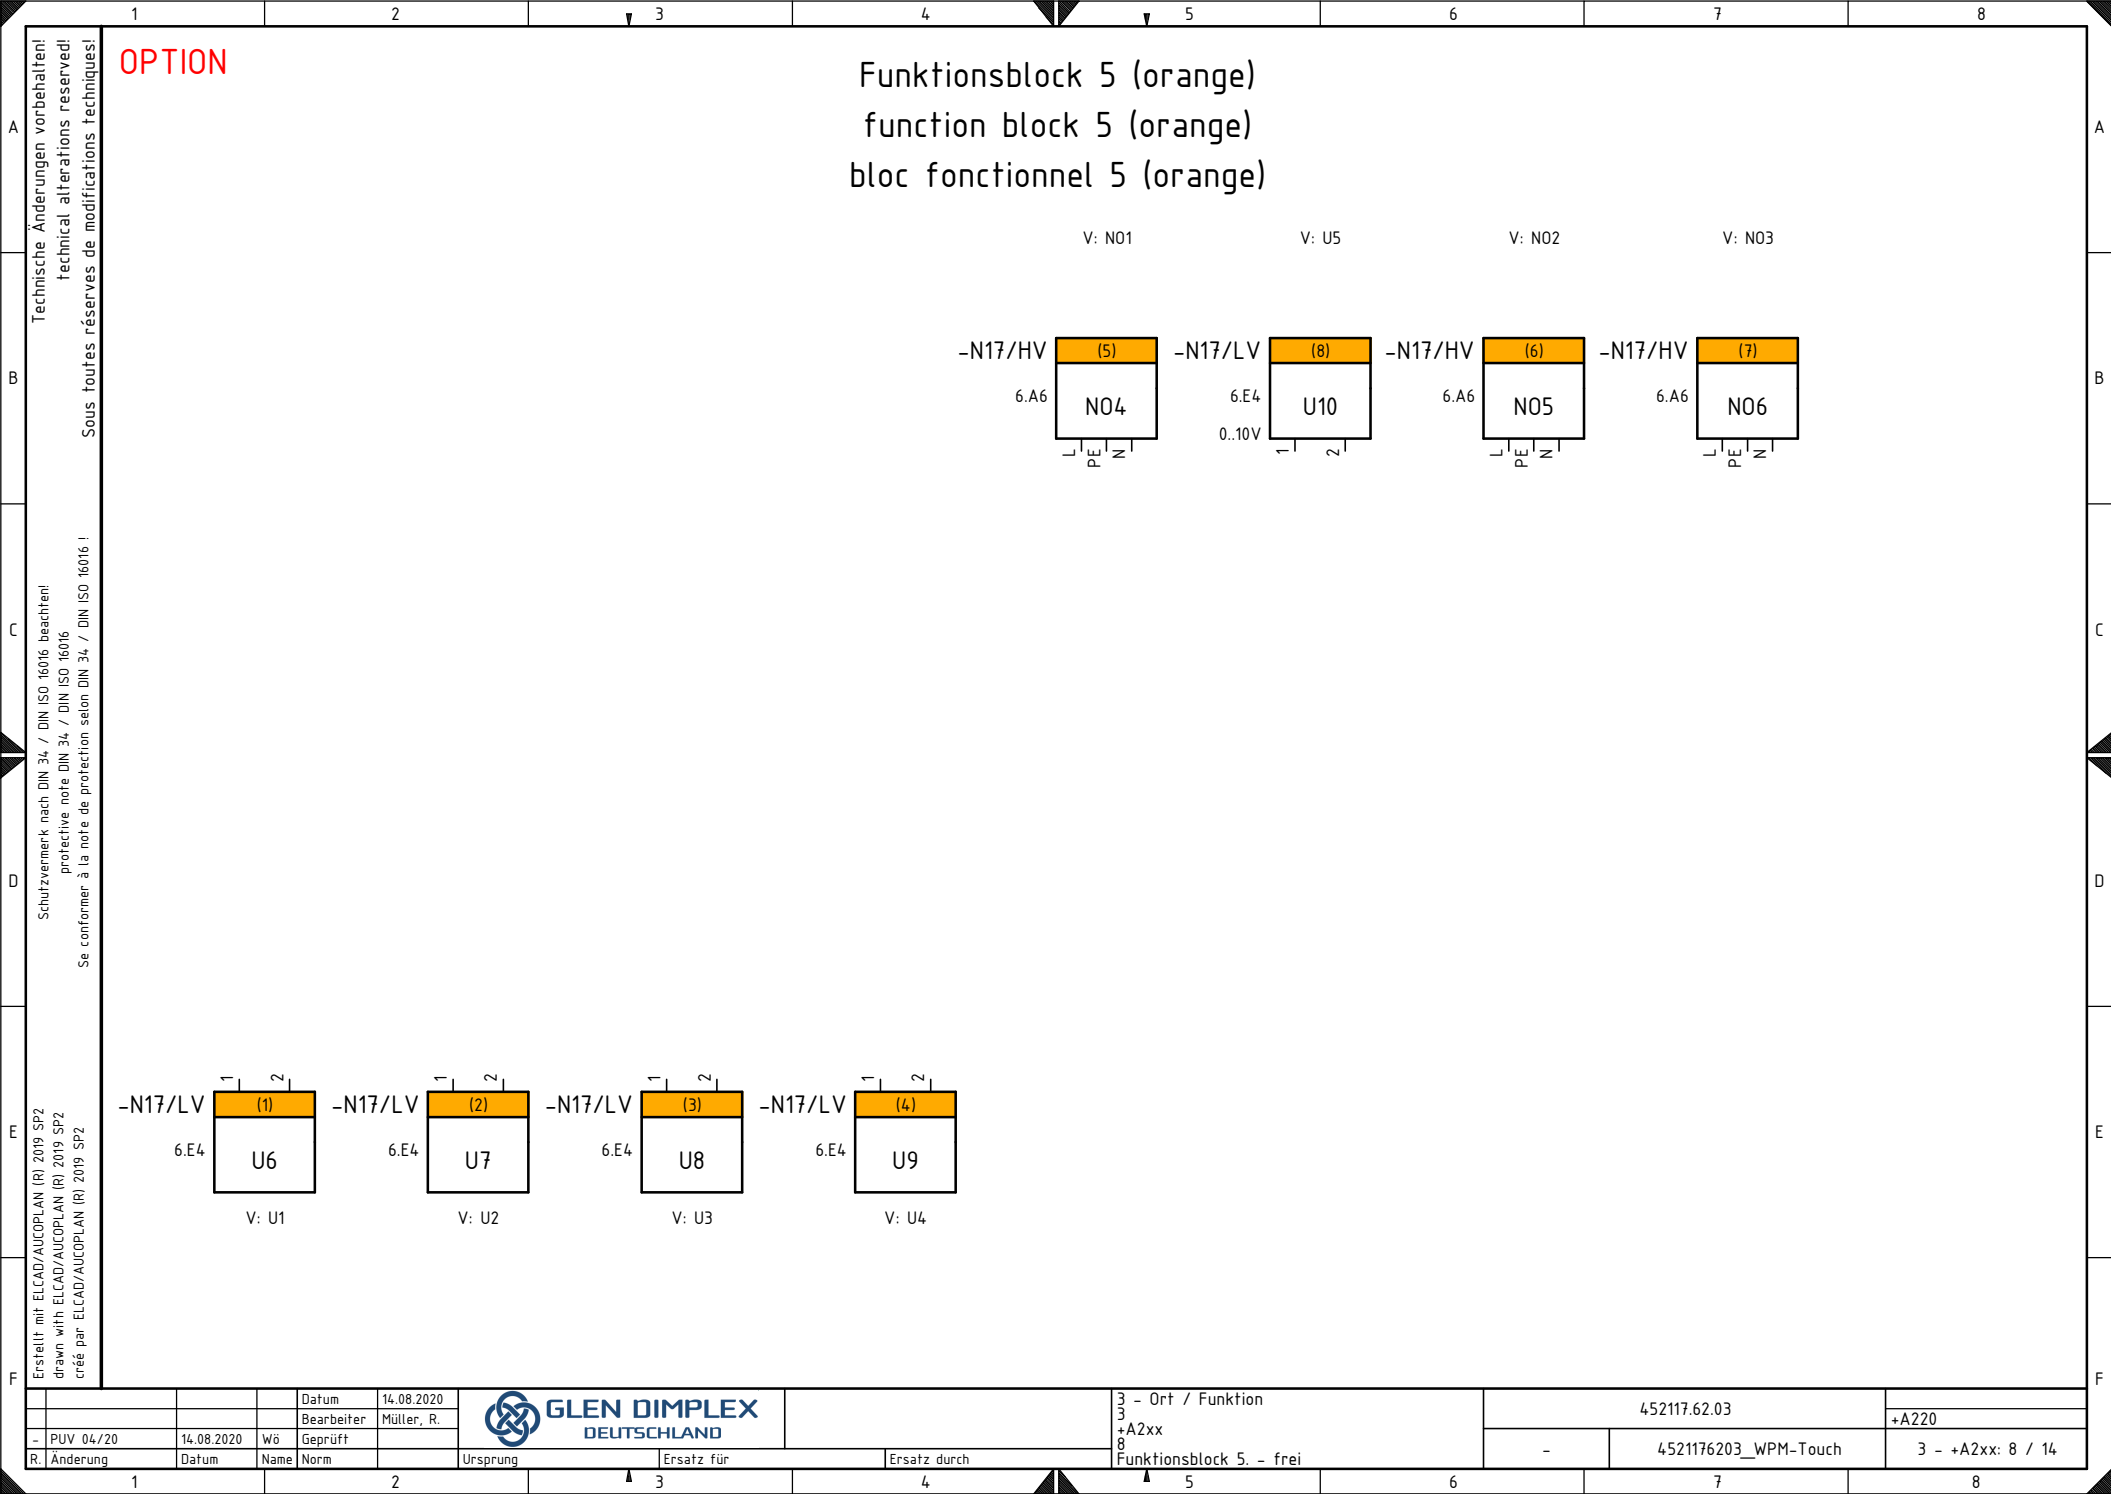 1 2 3 4 5 6 7 8
A
B
C
D
E
F
Technische Änderungen vorbehalten!
technical alterations reserved!
Sous toutes réserves de modifications techniques!
Schutzvermerk nach DIN 34 / DIN ISO 16016 beachten!
protective note DIN 34 / DIN ISO 16016
Se conformer à la note de protection selon DIN 34 / DIN ISO 16016 !
Erstellt mit ELCAD/AUCOPLAN (R) 2019 SP2
drawn with ELCAD/AUCOPLAN (R) 2019 SP2
créé par ELCAD/AUCOPLAN (R) 2019 SP2
OPTION
Funktionsblock 5 (orange)
function block 5 (orange)
bloc fonctionnel 5 (orange)
V: NO1 V: U5 V: NO2 V: NO3
-N17/HV (5) -N17/LV (8) -N17/HV (6) -N17/HV (7)
6.A6 NO4 6.E4 U10 6.A6 NO5 6.A6 NO6
0..10V
L PE N 1 2 L PE N L PE N
1 2 1 2 1 2 1 2
-N17/LV (1) -N17/LV (2) -N17/LV (3) -N17/LV (4)
6.E4 U6 6.E4 U7 6.E4 U8 6.E4 U9
V: U1 V: U2 V: U3 V: U4
A
B
C
D
E
F
Datum 14.08.2020
Bearbeiter Müller, R.
- PUV 04/20 14.08.2020 Wö Geprüft
R. Änderung Datum Name Norm
GLEN DIMPLEX
DEUTSCHLAND
Ursprung Ersatz für Ersatz durch
3 - Ort / Funktion
3
+A2xx
8
Funktionsblock 5. - frei
452117.62.03
- 4521176203_WPM-Touch
+A220
3 - +A2xx: 8 / 14
1 2 3 4 5 6 7 8